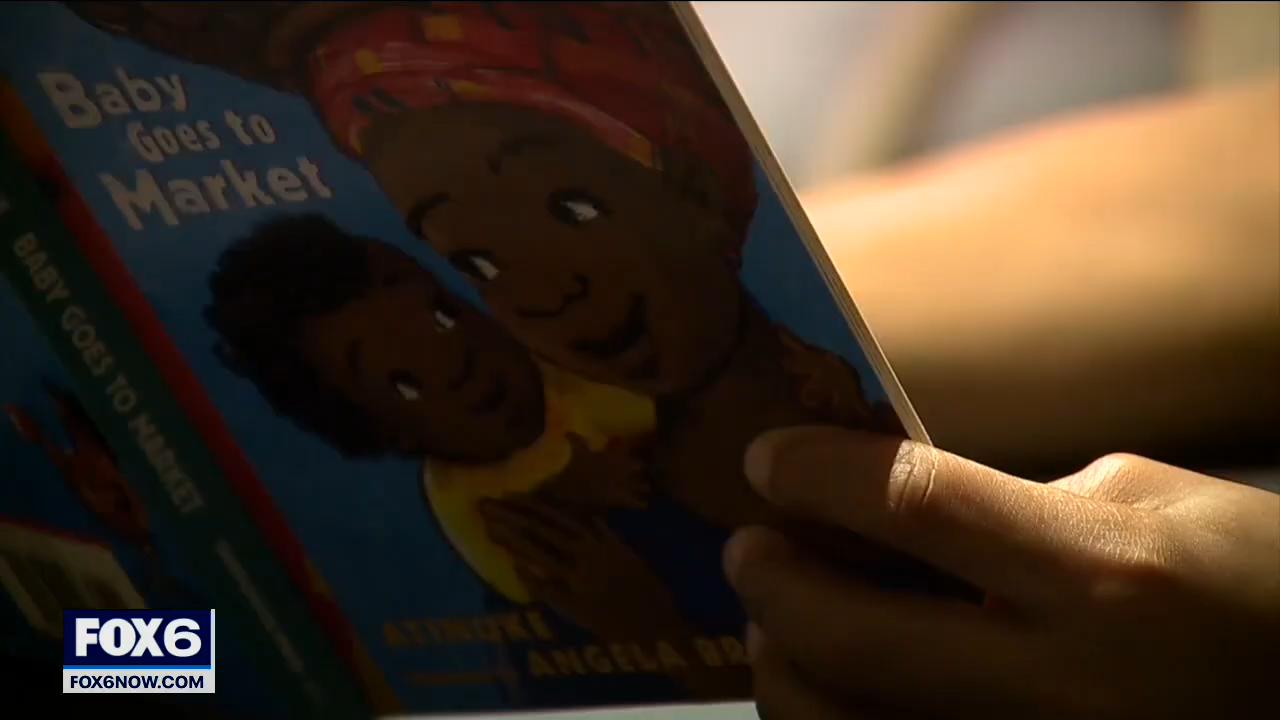 Baby
Goes to
Market
BABY GOES TO MARKET
ATINUKE
ANGELA BR
FOX6
FOX6NOW.COM